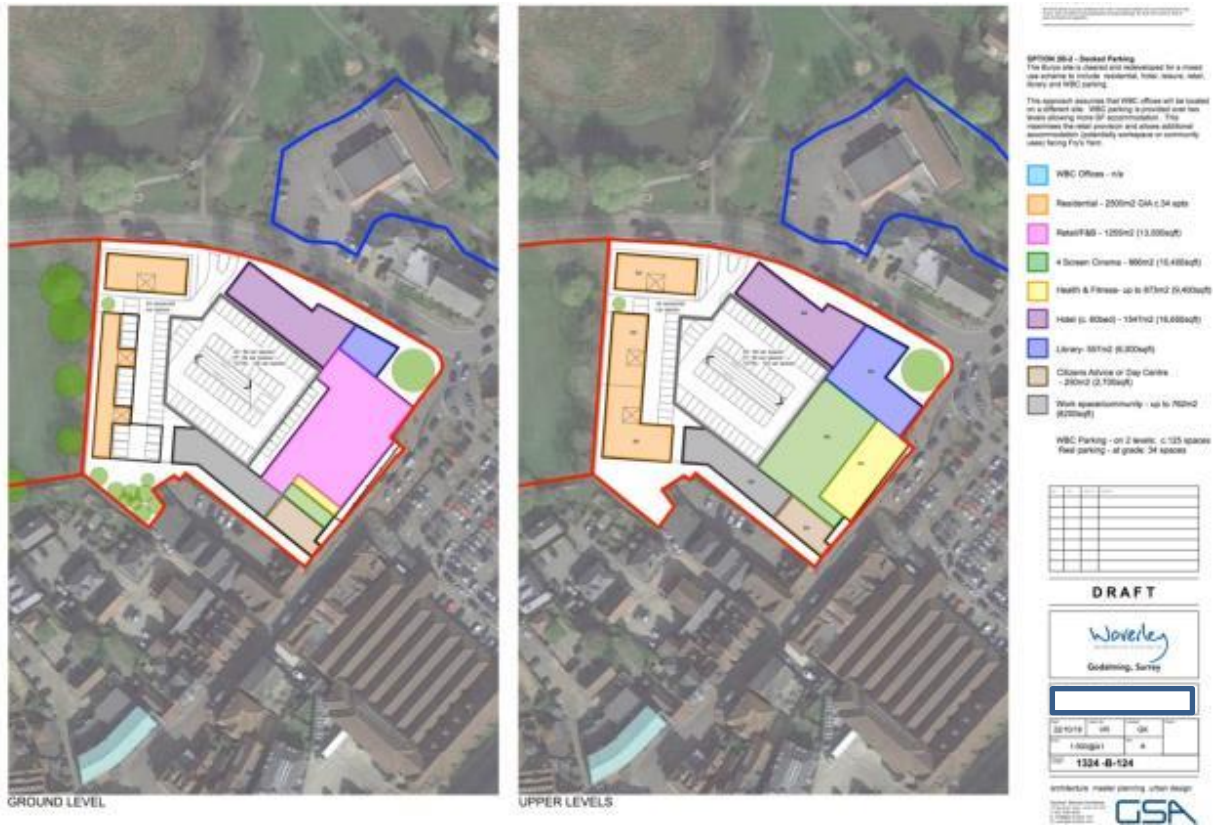 OPTION 3B-2 - Decked Parking
The Burys site is cleared and redeveloped for a mixed
use scheme to include residential, hotel, leisure, retail,
library and WBC parking.
This approach assumes that WBC offices will be located
on a different site. WBC parking is provided over two
levels allowing more GF accommodation. This
maximises the retail provision and allows additional
accommodation (potentially workspace or community
uses) facing Fry's Yard.
WBC Offices - n/a
Residential - 2500m2 GIA c.34 apts
Retail/F&B - 1200m2 (13,000sqft)
4 Screen Cinema - 966m2 (10,400sqft)
Health & Fitness- up to 873m2 (9,400sqft)
Hotel (c. 60bed) - 1547m2 (16,600sqft)
Library- 557m2 (6,000sqft)
Citizens Advice or Day Centre
- 250m2 (2,700sqft)
Work space/community - up to 762m2
(8200sqft)
WBC Parking - on 2 levels: c.125 spaces
Resi parking - at grade: 34 spaces
DRAFT
Waverley
Godalming, Surrey
GK
A
1324 -B-124
architecture master planning urban design
GSA
GROUND LEVEL
UPPER LEVELS